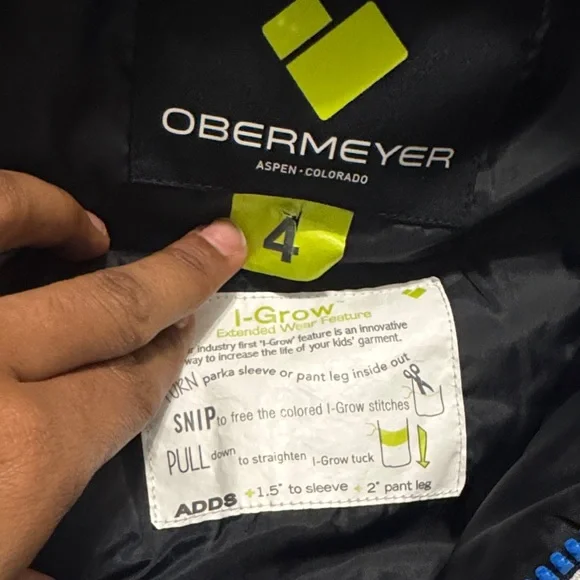 OBERMEYER
ASPEN • COLORADO
4
I-Grow™
Extended Wear Feature
industry first "I-Grow" feature is an innovative
way to increase the life of your kids' garment.
TURN parka sleeve or pant leg inside out
SNIP to free the colored I-Grow stitches
PULL down to straighten I-Grow tuck
ADDS +1.5" to sleeve + 2" pant leg